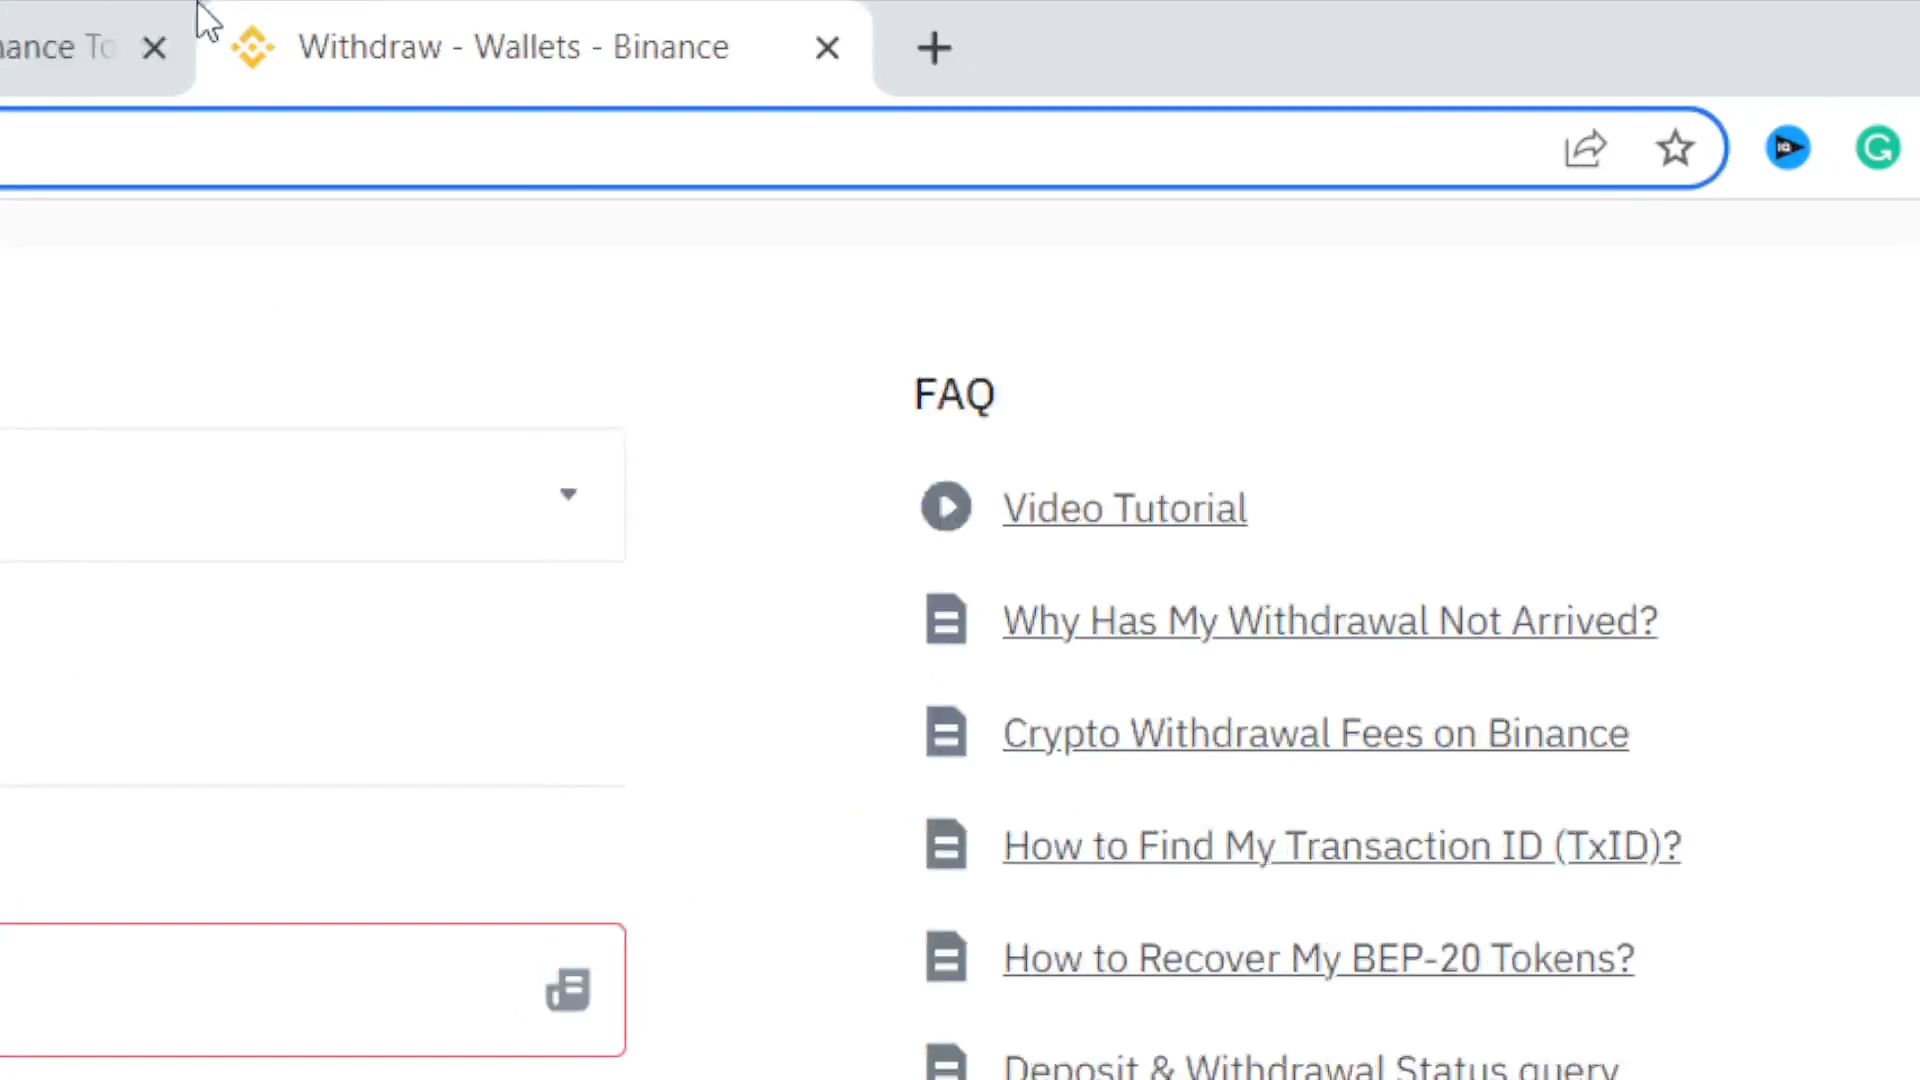 nance To
Withdraw - Wallets - Binance
FAQ
Video Tutorial
Why Has My Withdrawal Not Arrived?
Crypto Withdrawal Fees on Binance
How to Find My Transaction ID (TxID)?
How to Recover My BEP-20 Tokens?
Deposit & Withdrawal Status query